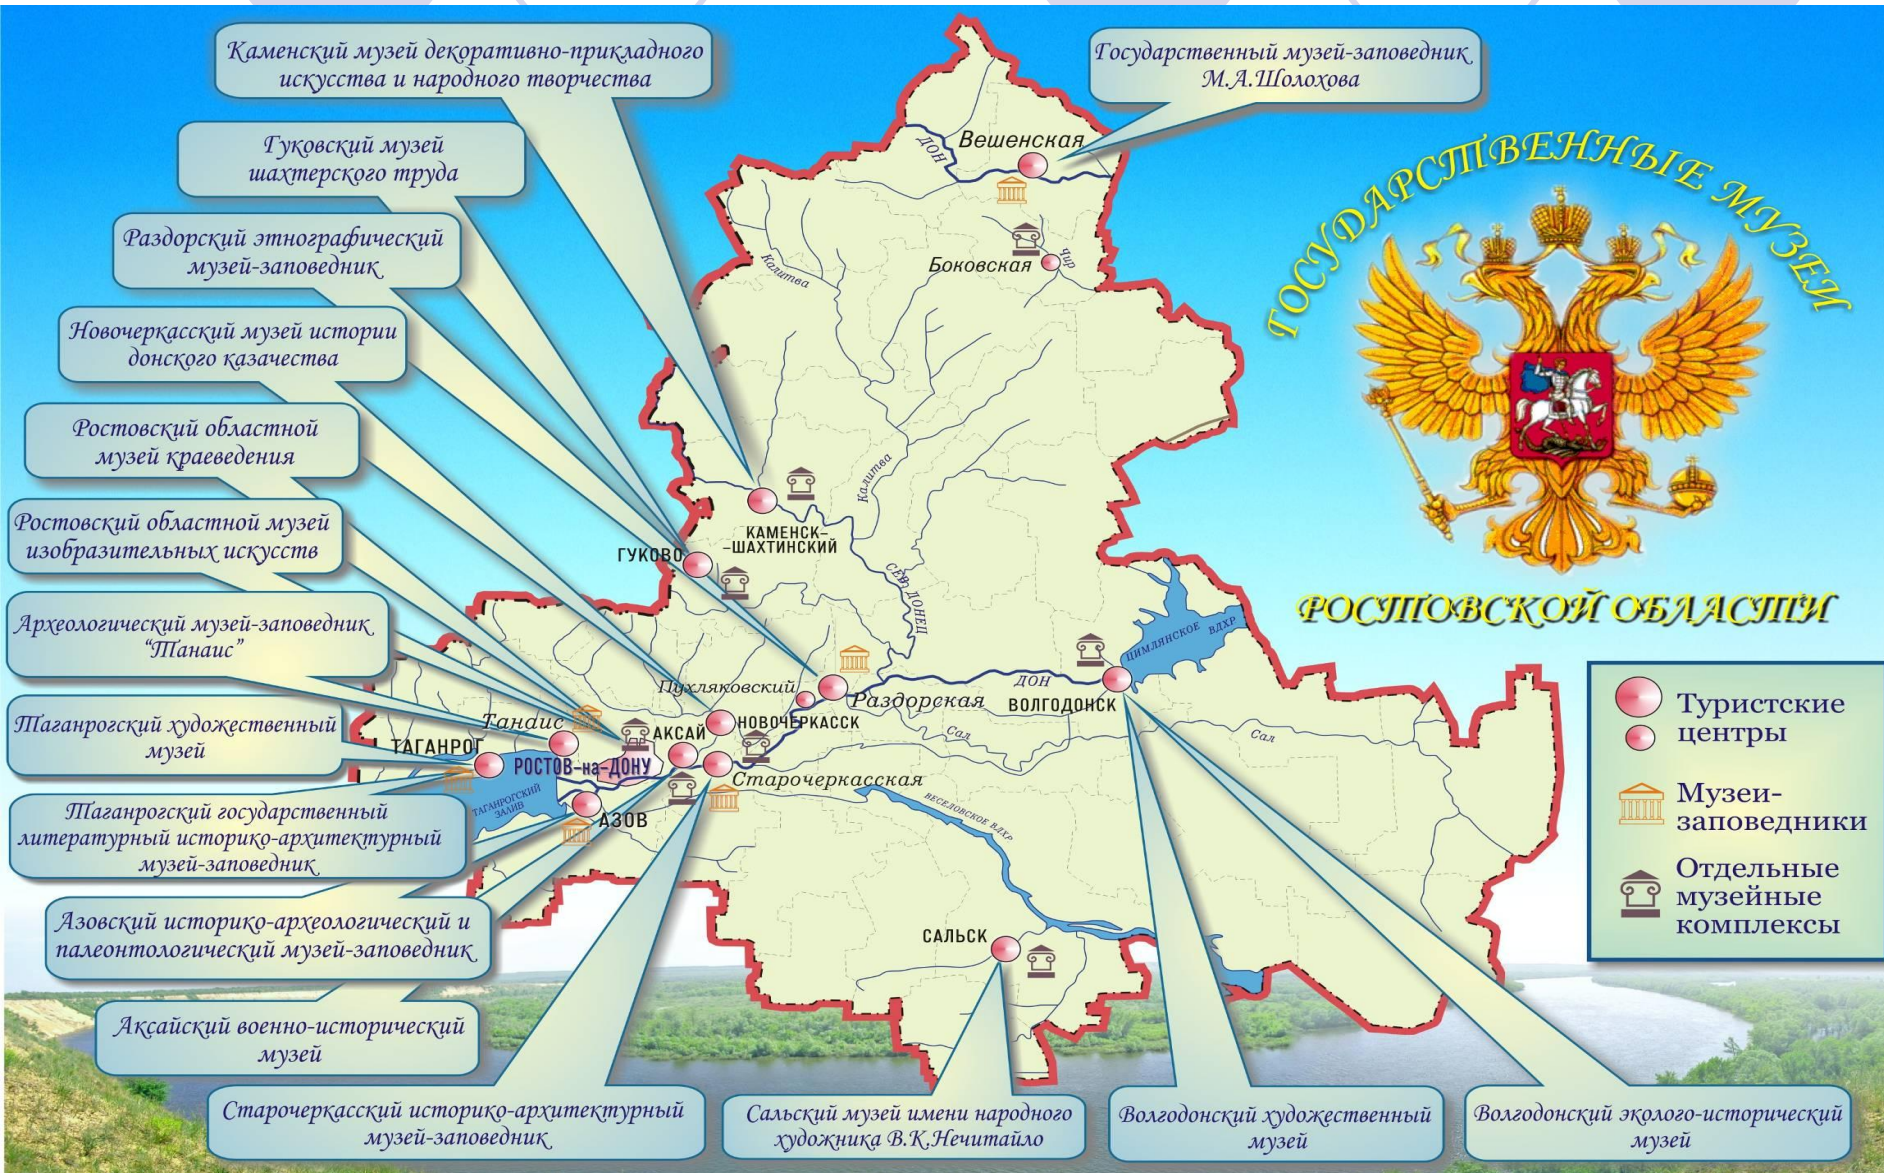 Каменский музей декоративно-прикладного
искусства и народного творчества
Государственный музей-заповедник
М.А.Шолохова
Гуковский музей
шахтерского труда
Раздорский этнографический
музей-заповедник
Новочеркасский музей истории
донского казачества
Ростовский областной
музей краеведения
Ростовский областной музей
изобразительных искусств
Археологический музей-заповедник
“Танаис”
Таганрогский художественный
музей
Таганрогский государственный
литературный историко-архитектурный
музей-заповедник
Азовский историко-археологический и
палеонтологический музей-заповедник
Аксайский военно-исторический
музей
Старочеркасский историко-архитектурный
музей-заповедник
Сальский музей имени народного
художника В.К.Нечитайло
Волгодонский художественный
музей
Волгодонский эколого-исторический
музей
ДОН
Вешенская
Боковская
Чир
Калитва
Калитва
КАМЕНСК-
-ШАХТИНСКИЙ
ГУКОВО
СЕВ. ДОНЕЦ
ЦИМЛЯНСКОЕ ВДХР
Пухляковский
Раздорская
ДОН
ВОЛГОДОНСК
Сал
Сал
Танаис
АКСАЙ
НОВОЧЕРКАССК
ТАГАНРОГ
РОСТОВ-на-ДОНУ
Старочеркасская
ТАГАНРОГСКИЙ
ЗАЛИВ
АЗОВ
ВЕСЕЛОВСКОЕ ВДХР.
САЛЬСК
ГОСУДАРСТВЕННЫЕ МУЗЕИ
РОСТОВСКОЙ ОБЛАСТИ
Туристские
центры
Музеи-
заповедники
Отдельные
музейные
комплексы